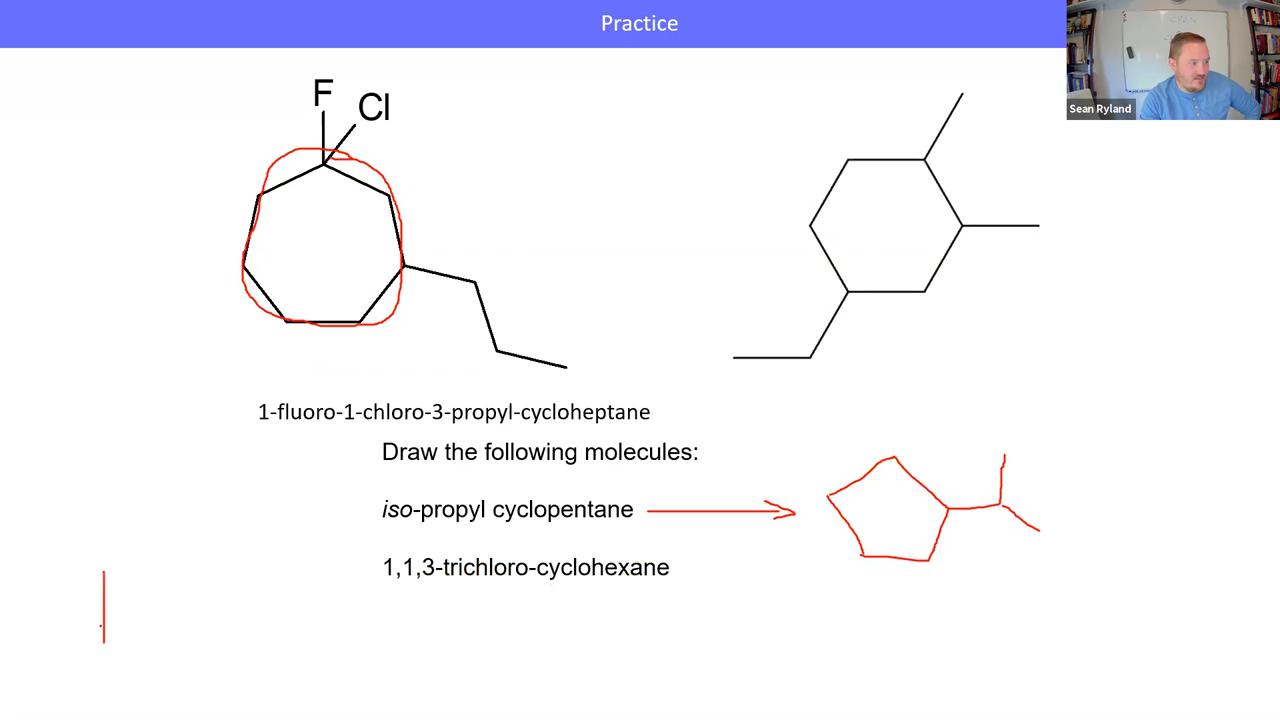 Practice
Sean Ryland
F
Cl
1-fluoro-1-chloro-3-propyl-cycloheptane
Draw the following molecules:
iso-propyl cyclopentane
1,1,3-trichloro-cyclohexane